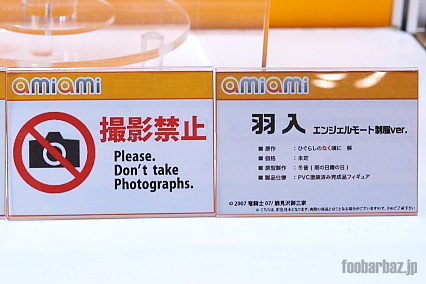 amiami
撮影禁止
Please.
Don't take
Photographs.
amiami
羽入 エンジェルモート制服ver.
■ 原作 :ひぐらしのなく頃に 解
■ 価格 :未定
■ 原型製作 :冬後(雨の日曜の日)
■ 製品仕様 :PVC塗装済み完成品フィギュア
© 2007 竜騎士07/雛見沢御三家
foobarbaz.jp